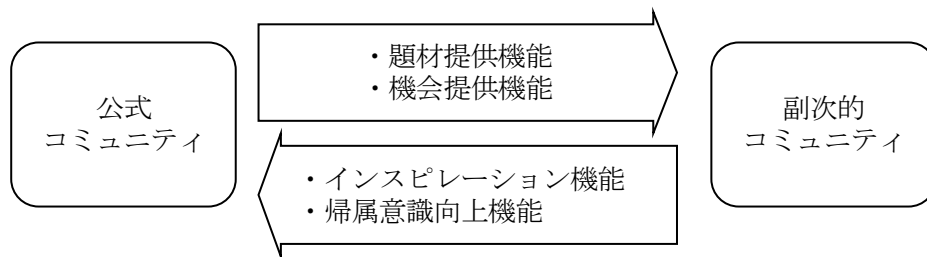 公式
コミュニティ
・題材提供機能
・機会提供機能
・インスピレーション機能
・帰属意識向上機能
副次的
コミュニティ